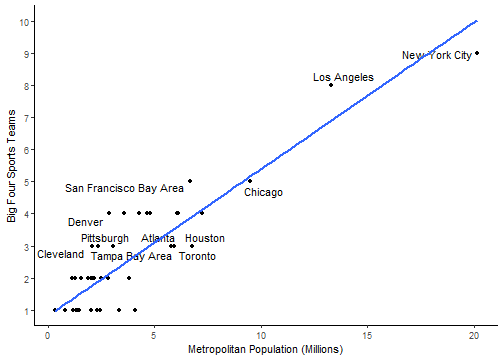 10
9
8
7
6
5
4
3
2
1
Big Four Sports Teams
New York City
Los Angeles
San Francisco Bay Area
Chicago
Denver
Pittsburgh Atlanta Houston
Cleveland Tampa Bay Area Toronto
0 5 10 15 20
Metropolitan Population (Millions)